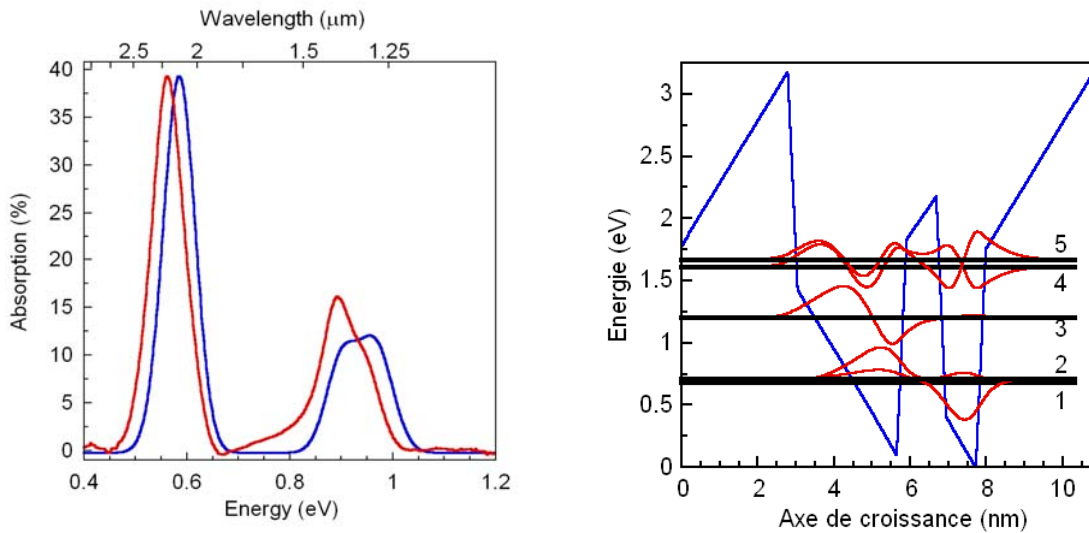 Wavelength (μm)
2.5 2 1.5 1.25
40
35
30
25
20
15
10
5
0
Absorption (%)
0.4 0.6 0.8 1 1.2
Energy (eV)
3
2.5
2
1.5
1
0.5
0
Energie (eV)
5
4
3
2
1
0 2 4 6 8 10
Axe de croissance (nm)